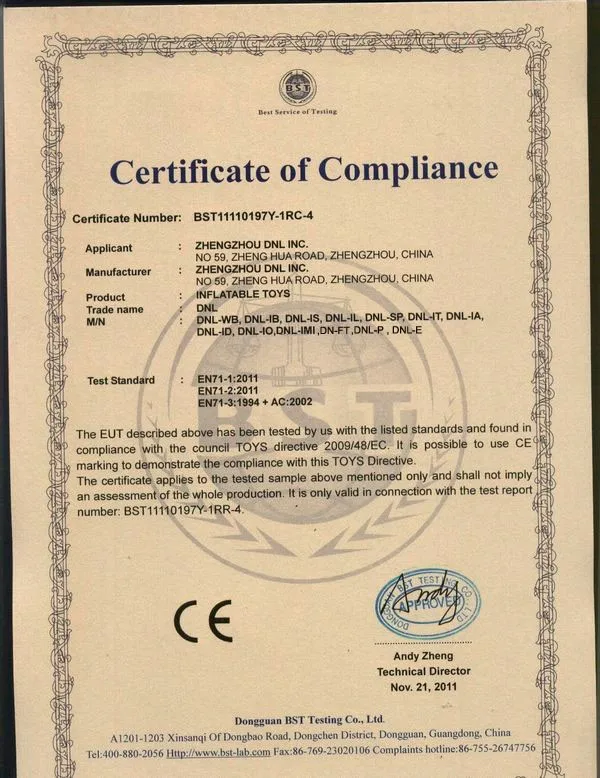 BST
Best Service of Testing
Certificate of Compliance
Certificate Number: BST11110197Y-1RC-4
Applicant : ZHENGZHOU DNL INC.
NO 59, ZHENG HUA ROAD, ZHENGZHOU, CHINA
Manufacturer : ZHENGZHOU DNL INC.
NO 59, ZHENG HUA ROAD, ZHENGZHOU, CHINA
Product : INFLATABLE TOYS
Trade name : DNL
M/N : DNL-WB, DNL-IB, DNL-IS, DNL-IL, DNL-SP, DNL-IT, DNL-IA,
DNL-ID, DNL-IO,DNL-IMI ,DN-FT ,DNL-P , DNL-E
Test Standard : EN71-1:2011
EN71-2:2011
EN71-3:1994 + AC:2002
BST
The EUT described above has been tested by us with the listed standards and found in
compliance with the council TOYS directive 2009/48/EC. It is possible to use CE
marking to demonstrate the compliance with this TOYS Directive.
The certificate applies to the tested sample above mentioned only and shall not imply
an assessment of the whole production. It is only valid in connection with the test report
number: BST11110197Y-1RR-4.
CE
DONGGUAN BST TESTING CO., LTD
APPROVED
Andy Zheng
Technical Director
Nov. 21, 2011
Dongguan BST Testing Co., Ltd.
A1201-1203 Xinsanqi Of Dongbao Road, Dongchen District, Dongguan, Guangdong, China
Tel:400-880-2056 Http://www.bst-lab.com Fax:86-769-23020106 Complaints hotline:86-755-26747756